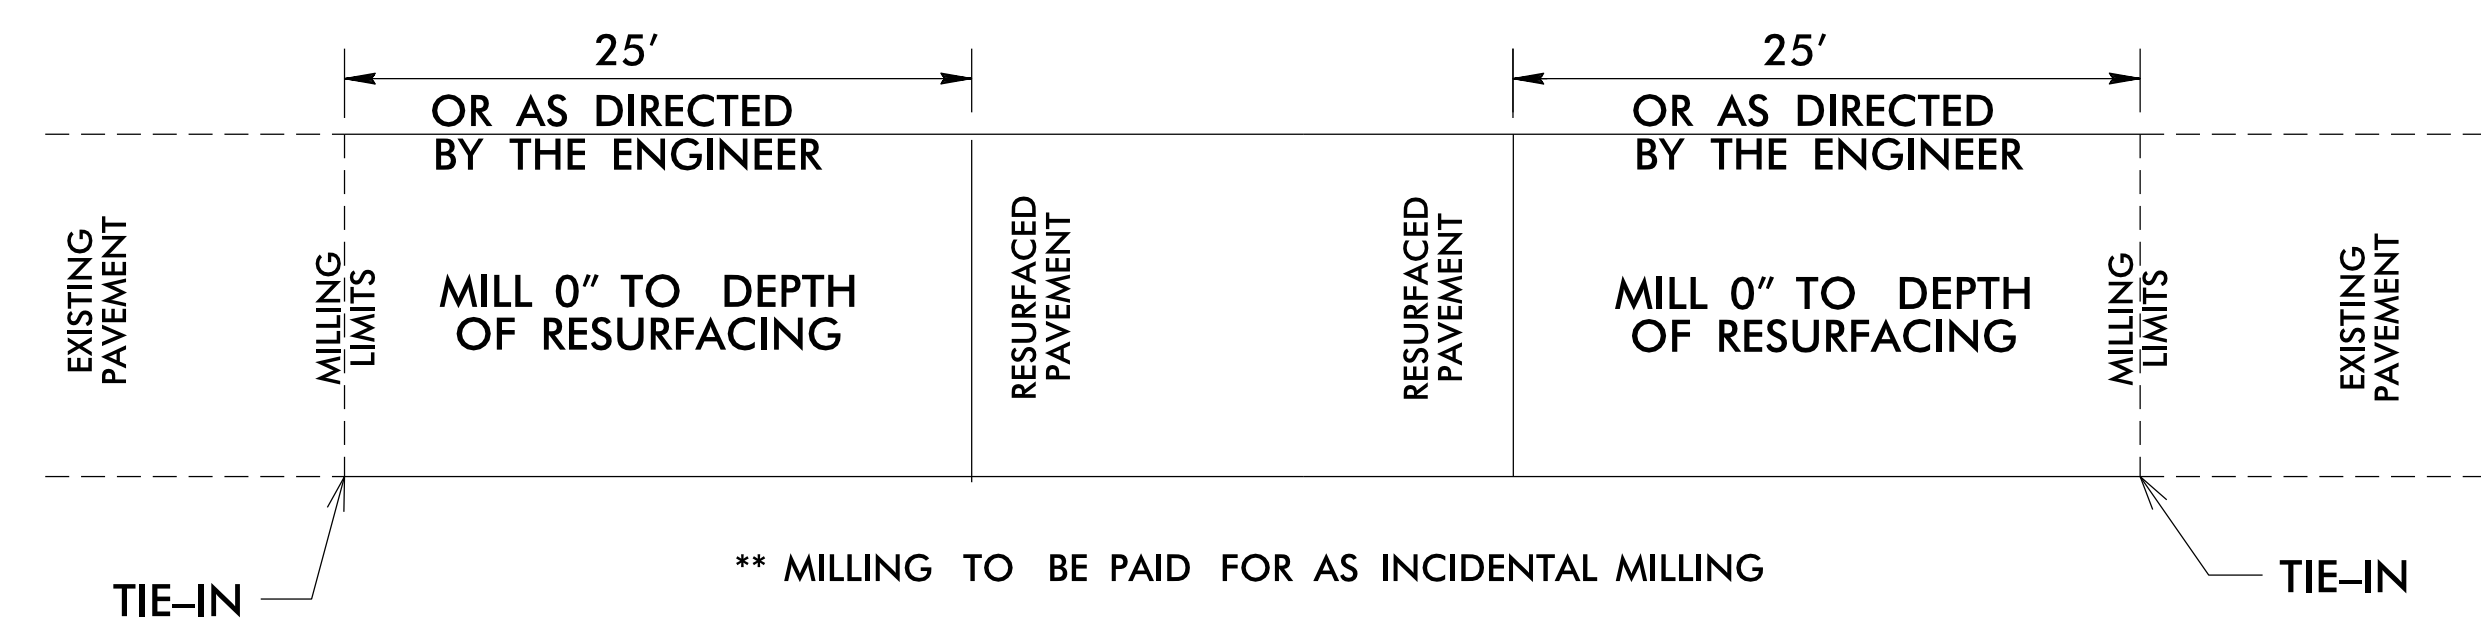 25'
OR AS DIRECTED
BY THE ENGINEER
25'
OR AS DIRECTED
BY THE ENGINEER
EXISTING
PAVEMENT
MILLING
LIMITS
MILL 0" TO DEPTH
OF RESURFACING
RESURFACED
PAVEMENT
RESURFACED
PAVEMENT
MILL 0" TO DEPTH
OF RESURFACING
MILLING
LIMITS
EXISTING
PAVEMENT
** MILLING TO BE PAID FOR AS INCIDENTAL MILLING
TIE–IN
TIE–IN